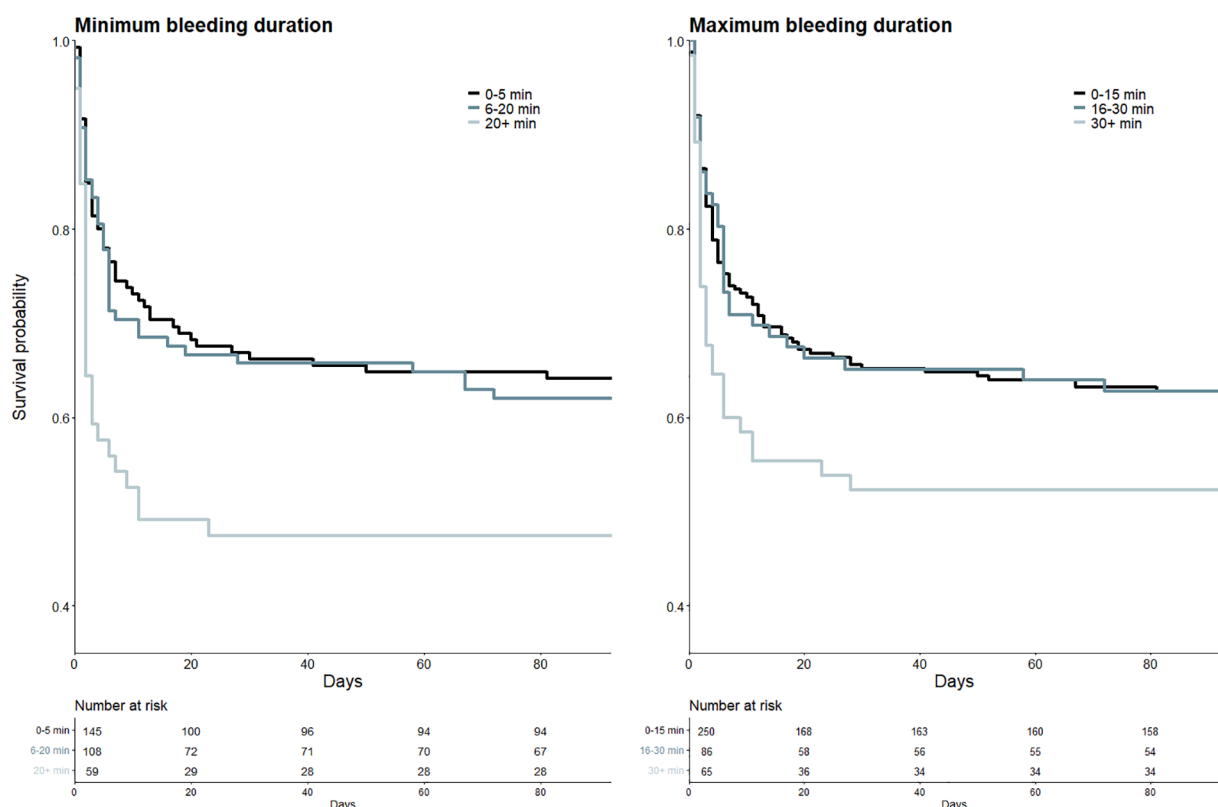 Minimum bleeding duration
1.0
0.8
0.6
0.4
Survival probability
0-5 min
6-20 min
20+ min
0 20 40 60 80
Days
Number at risk
0-5 min 145 100 96 94 94
6-20 min 108 72 71 70 67
20+ min 59 29 28 28 28
0 20 40 60 80
Days
Maximum bleeding duration
1.0
0.8
0.6
0.4
0-15 min
16-30 min
30+ min
0 20 40 60 80
Days
Number at risk
0-15 min 250 168 163 160 158
16-30 min 86 58 56 55 54
30+ min 65 36 34 34 34
0 20 40 60 80
Days